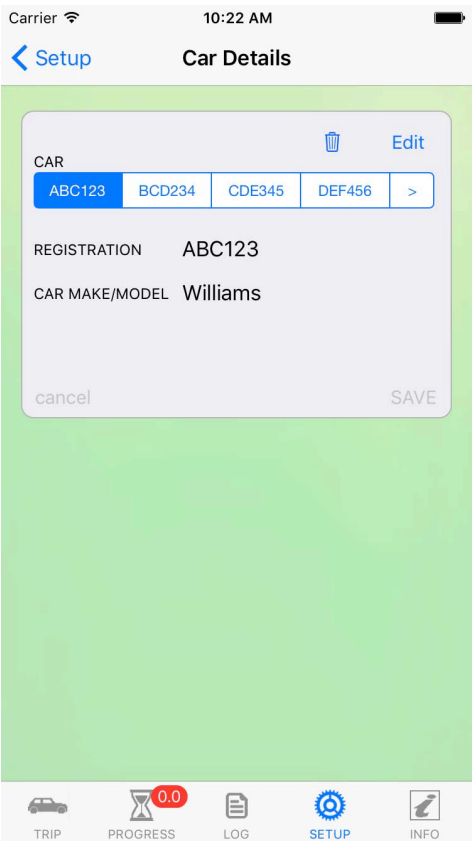 Carrier 10:22 AM
Setup Car Details
Edit
CAR
ABC123 BCD234 CDE345 DEF456 >
REGISTRATION ABC123
CAR MAKE/MODEL Williams
cancel SAVE
0.0
TRIP PROGRESS LOG SETUP INFO